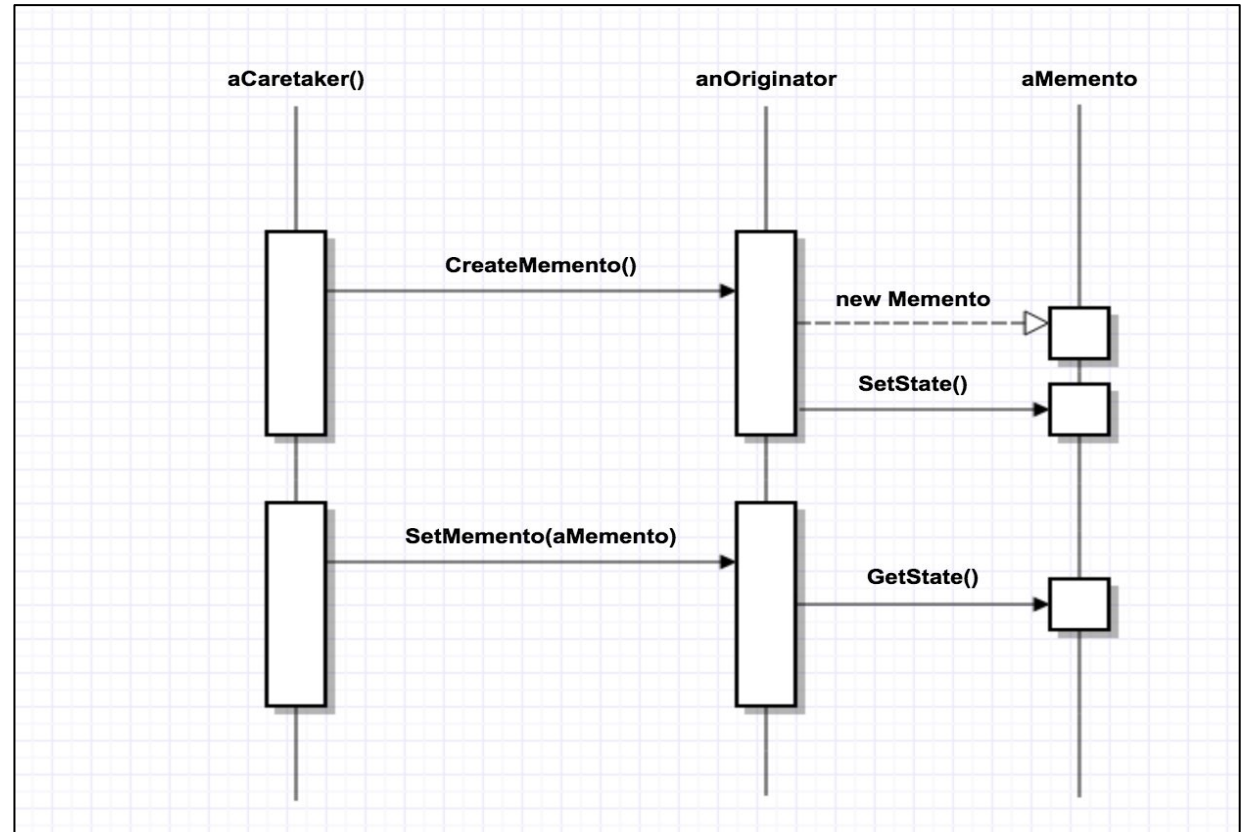 aCaretaker()
anOriginator
aMemento
CreateMemento()
new Memento
SetState()
SetMemento(aMemento)
GetState()